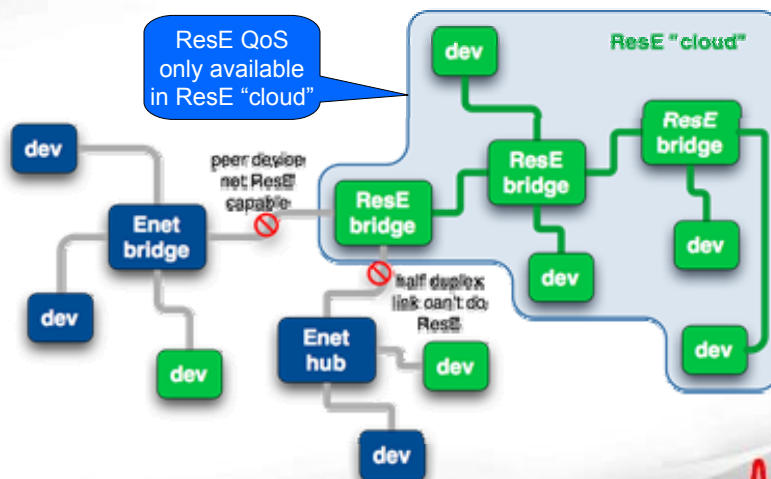 ResE QoS
only available
in ResE “cloud”
ResE "cloud"
dev
dev
peer device
not ResE
capable
ResE
bridge
ResE
bridge
ResE
bridge
Enet
bridge
dev
dev
dev
half duplex
link can't do
ResE
Enet
hub
dev
dev
dev
dev